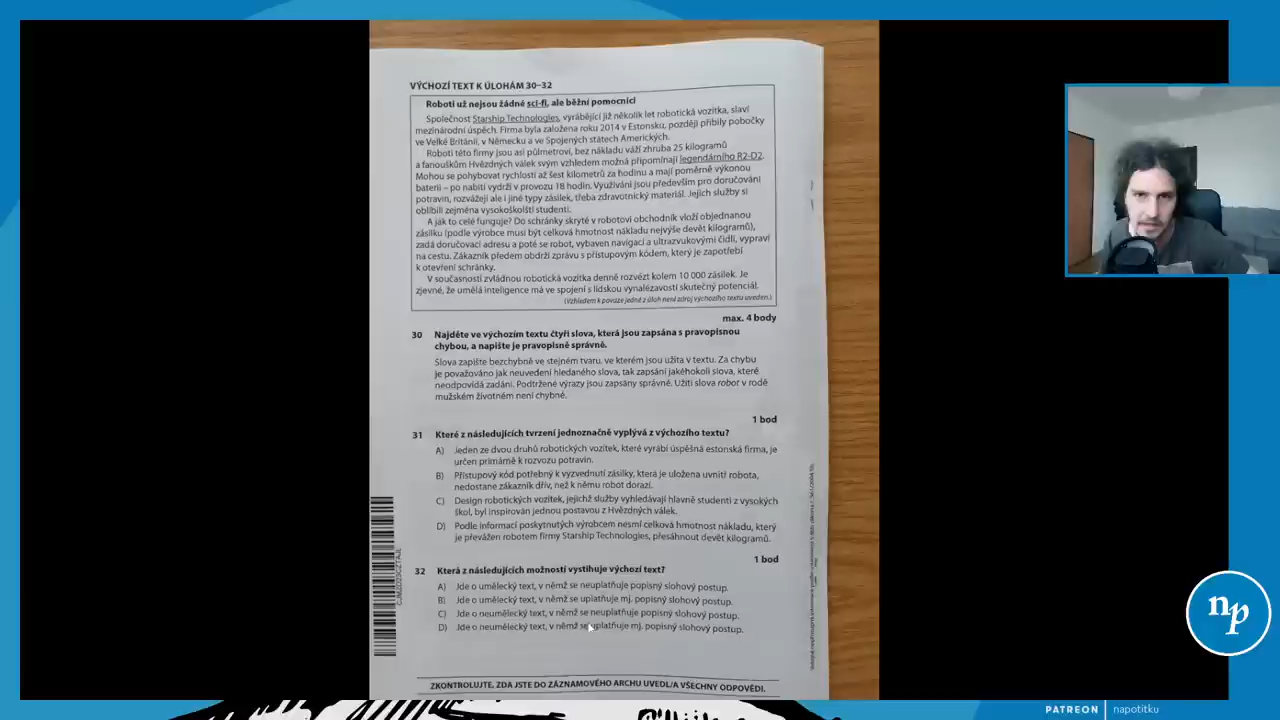 VÝCHOZÍ TEXT K ÚLOHÁM 30–32
Roboti už nejsou žádné sci-fi, ale běžní pomocníci
Společnost Starship Technologies, vyrábějící již několik let robotická vozítka, slaví
mezinárodní úspěch. Firma byla založena roku 2014 v Estonsku, později přibily pobočky
ve Velké Británii, v Německu a ve Spojených státech Amerických.
Roboti této firmy jsou asi půlmetroví, bez nákladu váží zhruba 25 kilogramů
a fanouškům Hvězdných válek svým vzhledem možná připomínají legendárního R2-D2.
Mohou se pohybovat rychlostí až šest kilometrů za hodinu a mají poměrně výkonou
baterii – po nabití vydrží v provozu 18 hodin. Využíváni jsou především pro doručování
potravin, rozvážejí ale i jiné typy zásilek, třeba zdravotnický materiál. Jejich služby si
oblíbili zejména vysokoškolští studenti.
A jak to celé funguje? Do schránky skryté v robotovi obchodník vloží objednanou
zásilku (podle výrobce musí být celková hmotnost nákladu nejvýše devět kilogramů),
zadá doručovací adresu a poté se robot, vybaven navigací a ultrazvukovými čidli, vypraví
na cestu. Zákazník předem obdrží zprávu s přístupovým kódem, který je zapotřebí
k otevření schránky.
V současnosti zvládnou robotická vozítka denně rozvézt kolem 10 000 zásilek. Je
zjevné, že umělá inteligence má ve spojení s lidskou vynalézavostí skutečný potenciál.
(Vzhledem k povaze jedné z úloh není zdroj výchozího textu uveden.)
max. 4 body
30 Najděte ve výchozím textu čtyři slova, která jsou zapsána s pravopisnou
chybou, a napište je pravopisně správně.
Slova zapište bezchybně ve stejném tvaru, ve kterém jsou užita v textu. Za chybu
je považováno jak neuvedení hledaného slova, tak zapsání jakéhokoli slova, které
neodpovídá zadání. Podtržené výrazy jsou zapsány správně. Užití slova robot v rodě
mužském životném není chybné.
1 bod
31 Které z následujících tvrzení jednoznačně vyplývá z výchozího textu?
A) Jeden ze dvou druhů robotických vozítek, které vyrábí úspěšná estonská firma, je
určen primárně k rozvozu potravin.
B) Přístupový kód potřebný k vyzvednutí zásilky, která je uložena uvnitř robota,
nedostane zákazník dřív, než k němu robot dorazí.
C) Design robotických vozítek, jejichž služby vyhledávají hlavně studenti z vysokých
škol, byl inspirován jednou postavou z Hvězdných válek.
D) Podle informací poskytnutých výrobcem nesmí celková hmotnost nákladu, který
je převážen robotem firmy Starship Technologies, přesáhnout devět kilogramů.
1 bod
32 Která z následujících možností vystihuje výchozí text?
A) Jde o umělecký text, v němž se neuplatňuje popisný slohový postup.
B) Jde o umělecký text, v němž se uplatňuje mj. popisný slohový postup.
C) Jde o neumělecký text, v němž se neuplatňuje popisný slohový postup.
D) Jde o neumělecký text, v němž se uplatňuje mj. popisný slohový postup.
ZKONTROLUJTE, ZDA JSTE DO ZÁZNAMOVÉHO ARCHU UVEDL/A VŠECHNY ODPOVĚDI.
np
PATREON | napotitku